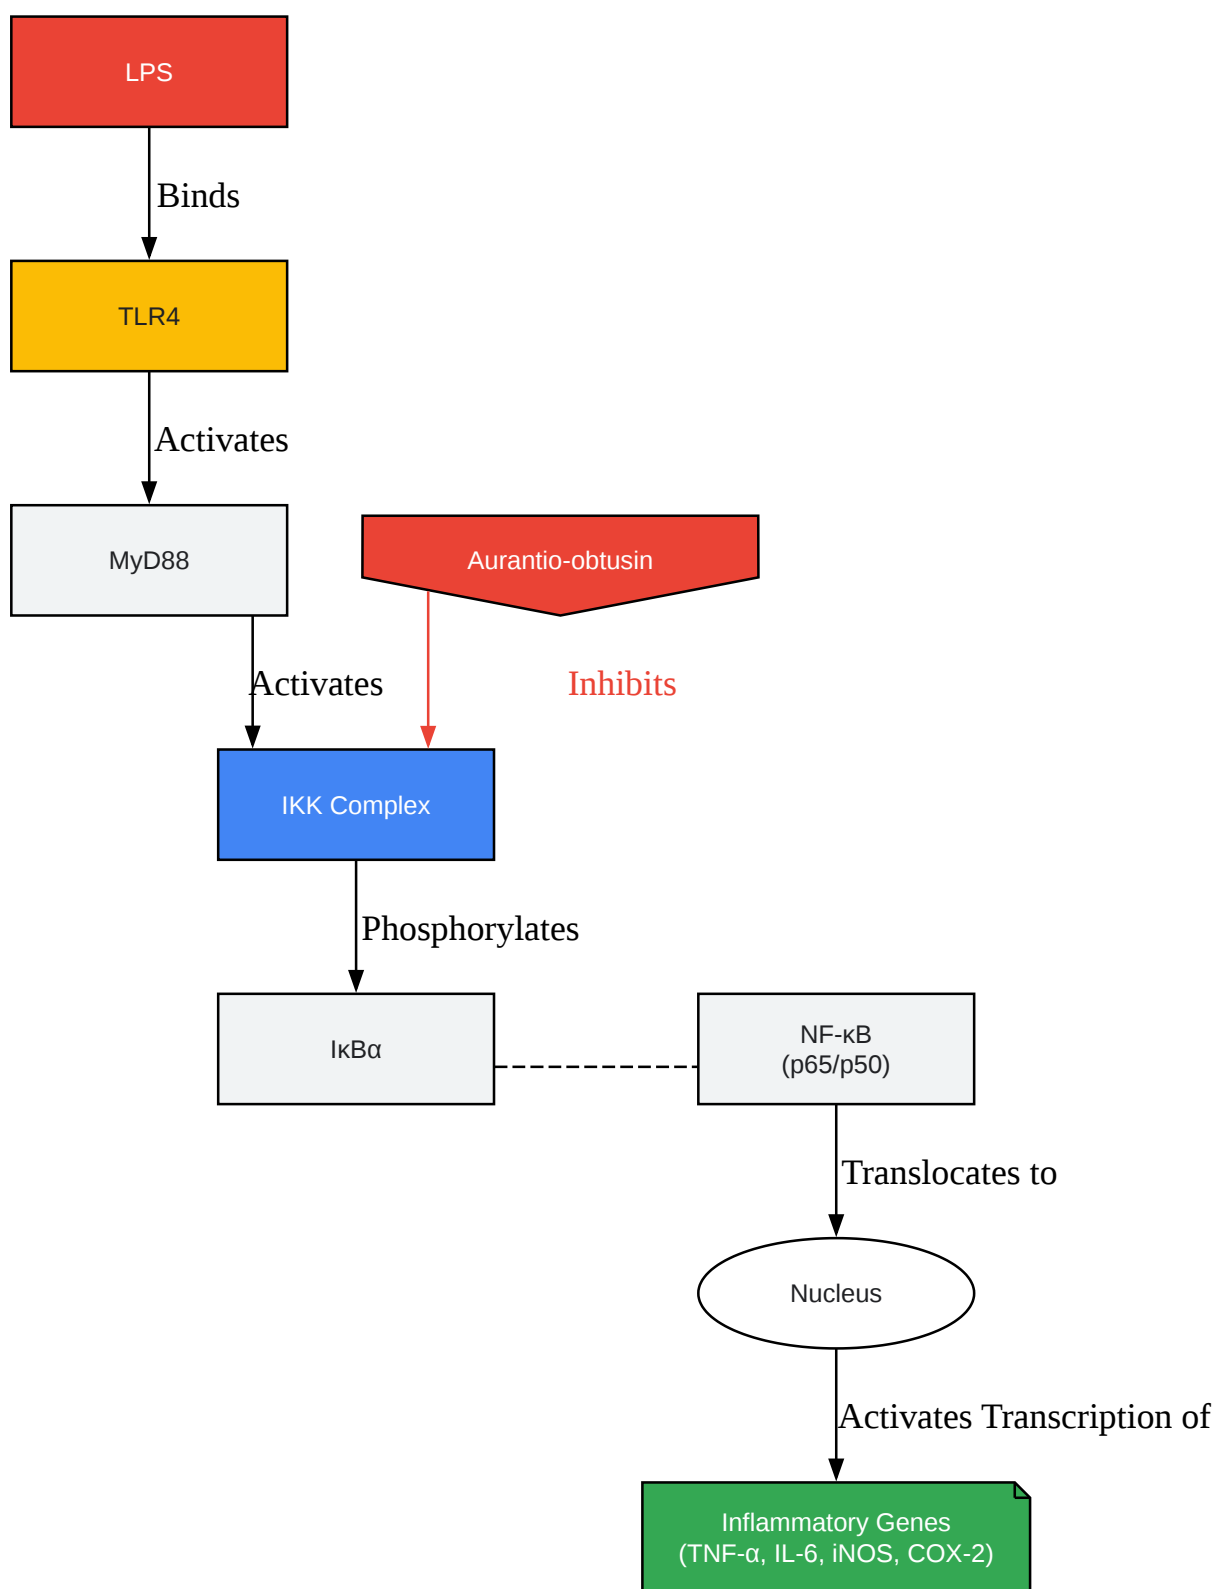 LPS
Binds
TLR4
Activates
MyD88
Aurantio-obtusin
Activates
Inhibits
IKK Complex
Phosphorylates
IκBα
NF-κB
(p65/p50)
Translocates to
Nucleus
Activates Transcription of
Inflammatory Genes
(TNF-α, IL-6, iNOS, COX-2)